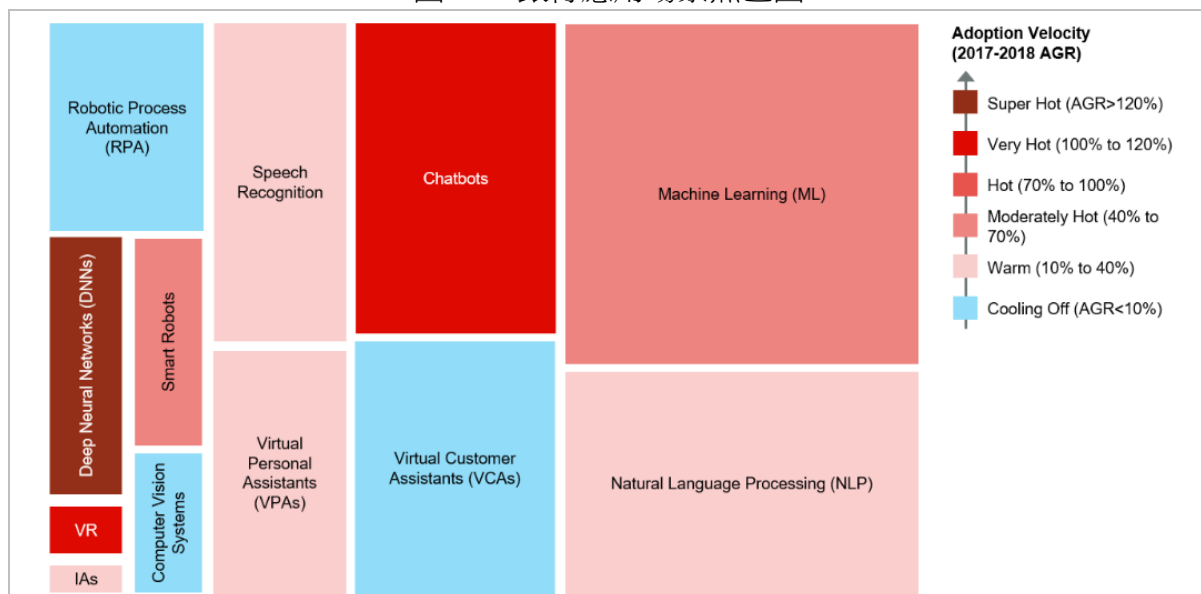 Robotic Process
Automation
(RPA)
Speech
Recognition
Chatbots
Machine Learning (ML)
Deep Neural Networks (DNNs)
Smart Robots
Computer Vision
Systems
VR
IAs
Virtual
Personal
Assistants
(VPAs)
Virtual Customer
Assistants (VCAs)
Natural Language Processing (NLP)
Adoption Velocity
(2017-2018 AGR)
Super Hot (AGR>120%)
Very Hot (100% to 120%)
Hot (70% to 100%)
Moderately Hot (40% to
70%)
Warm (10% to 40%)
Cooling Off (AGR<10%)